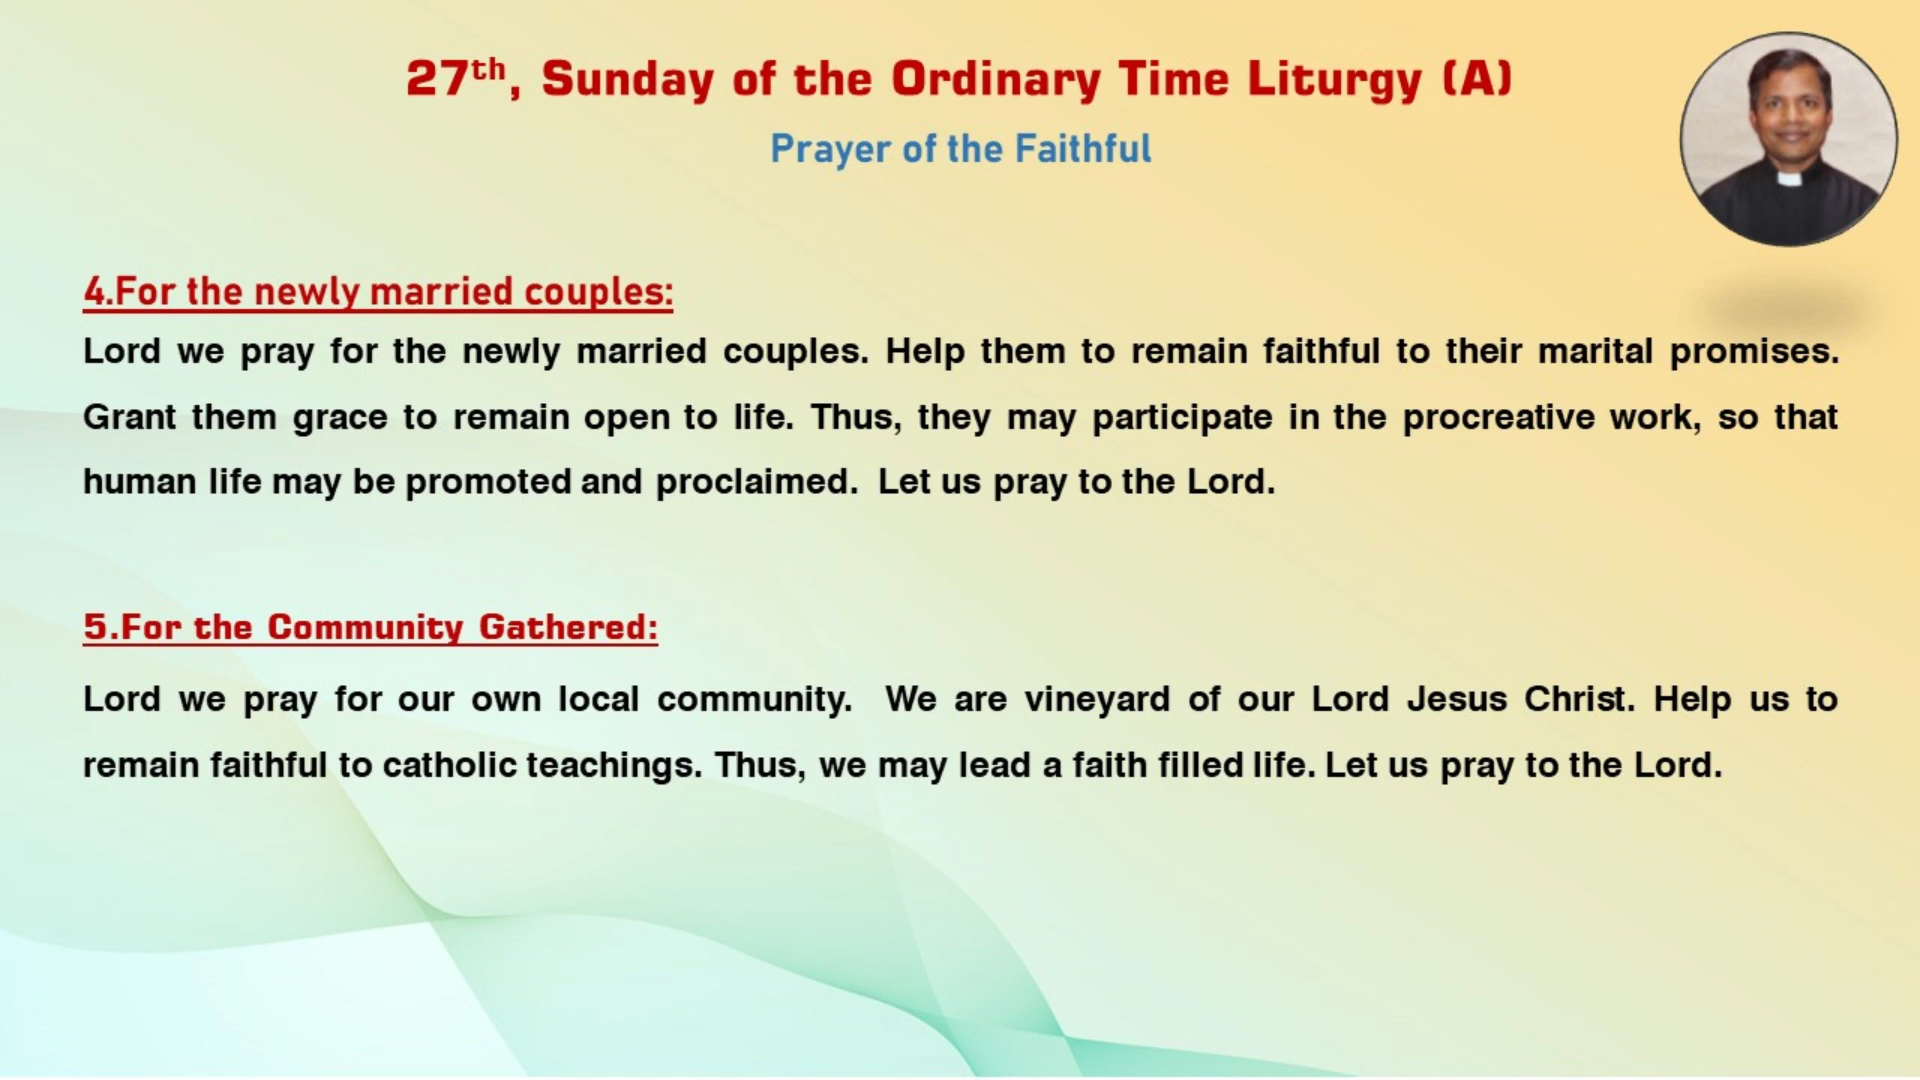 27th, Sunday of the Ordinary Time Liturgy (A)
Prayer of the Faithful
4.For the newly married couples:
Lord we pray for the newly married couples. Help them to remain faithful to their marital promises.
Grant them grace to remain open to life. Thus, they may participate in the procreative work, so that
human life may be promoted and proclaimed. Let us pray to the Lord.
5.For the Community Gathered:
Lord we pray for our own local community. We are vineyard of our Lord Jesus Christ. Help us to
remain faithful to catholic teachings. Thus, we may lead a faith filled life. Let us pray to the Lord.